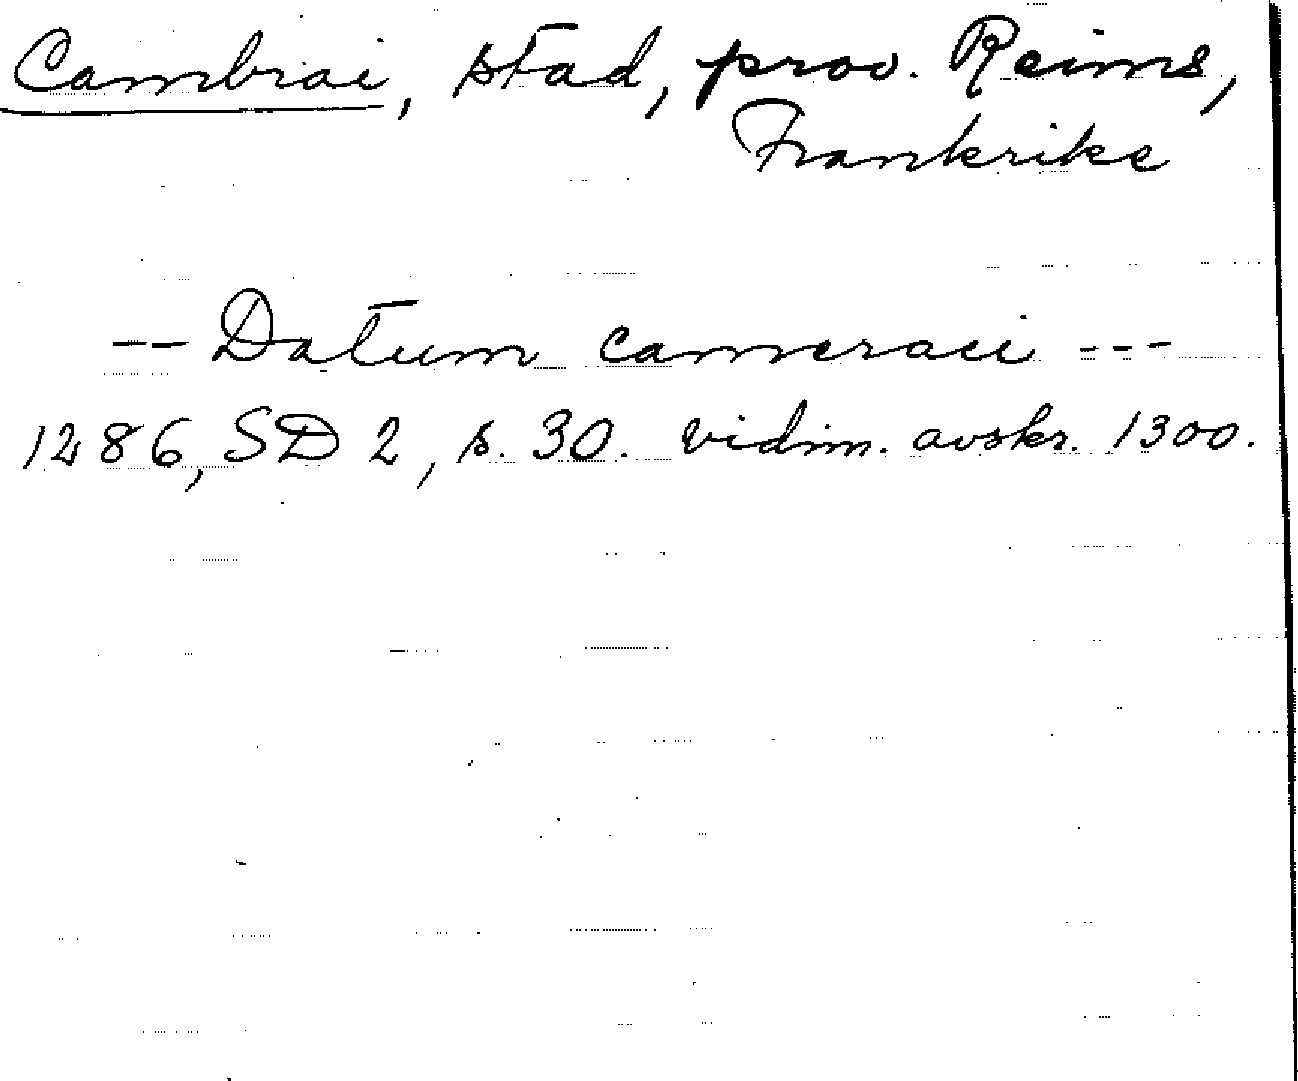 Cambrai, stad, prov. Reims,
Frankrike
-- Datum cameraci ---
1286, SD 2, s. 30. vidim. avskr. 1300.